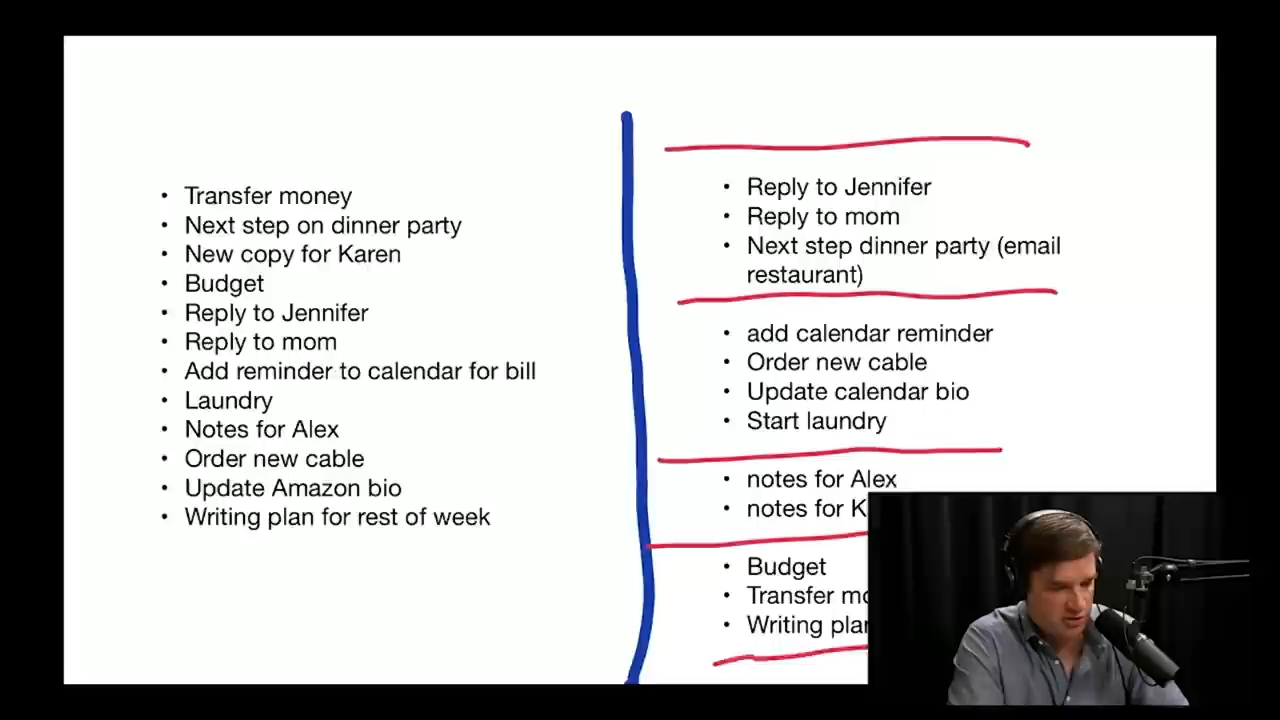 • Transfer money
• Next step on dinner party
• New copy for Karen
• Budget
• Reply to Jennifer
• Reply to mom
• Add reminder to calendar for bill
• Laundry
• Notes for Alex
• Order new cable
• Update Amazon bio
• Writing plan for rest of week
• Reply to Jennifer
• Reply to mom
• Next step dinner party (email
restaurant)
• add calendar reminder
• Order new cable
• Update calendar bio
• Start laundry
• notes for Alex
• notes for
• Budget
• Transfer
• Writing